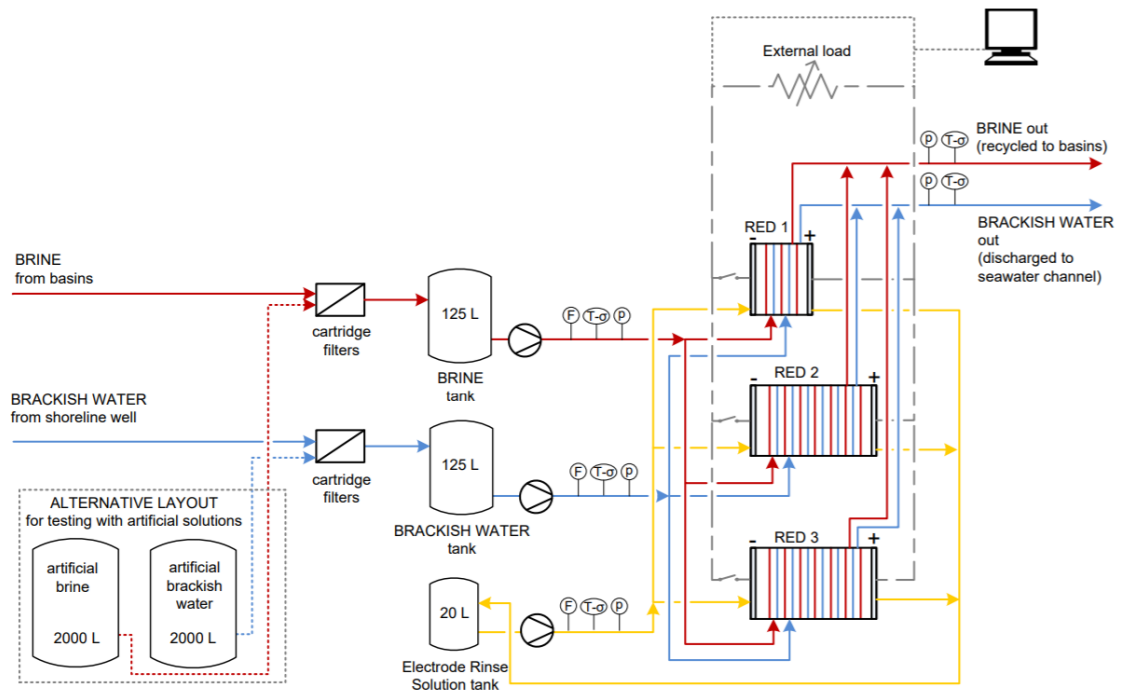 External load
BRINE out
(recycled to basins)
p
T-σ
p
T-σ
BRACKISH WATER
out
(discharged to
seawater channel)
RED 1
-
+
BRINE
from basins
125 L
cartridge
filters
BRINE
tank
F
T-σ
p
RED 2
-
+
BRACKISH WATER
from shoreline well
125 L
cartridge
filters
BRACKISH WATER
tank
F
T-σ
p
ALTERNATIVE LAYOUT
for testing with artificial solutions
artificial
brine
2000 L
artificial
brackish
water
2000 L
RED 3
-
+
20 L
Electrode Rinse
Solution tank
F
T-σ
p